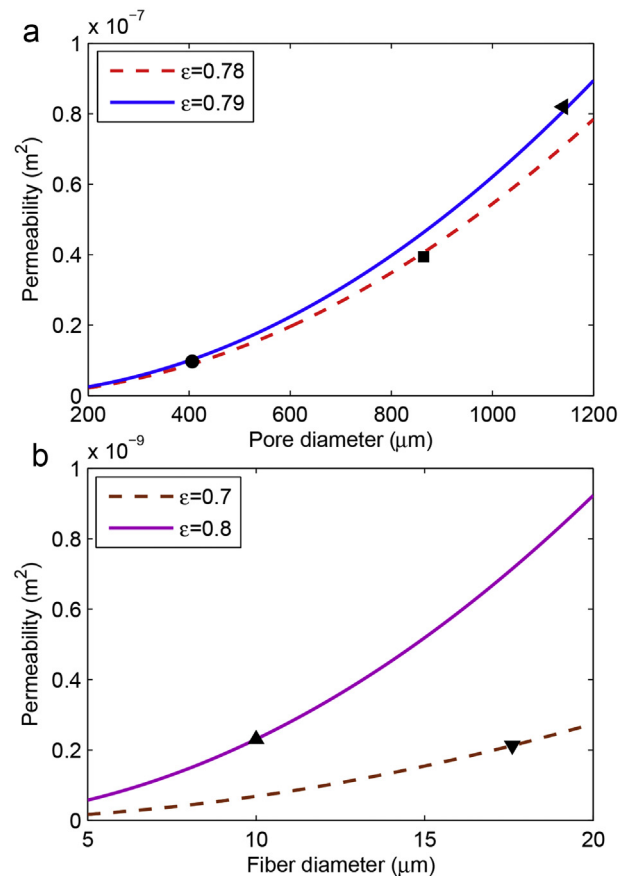 a
x 10⁻⁷
1
0.8
0.6
0.4
0.2
0
Permeability (m²)
ε=0.78
ε=0.79
200 400 600 800 1000 1200
Pore diameter (μm)
b
x 10⁻⁹
1
0.8
0.6
0.4
0.2
0
Permeability (m²)
ε=0.7
ε=0.8
5 10 15 20
Fiber diameter (μm)